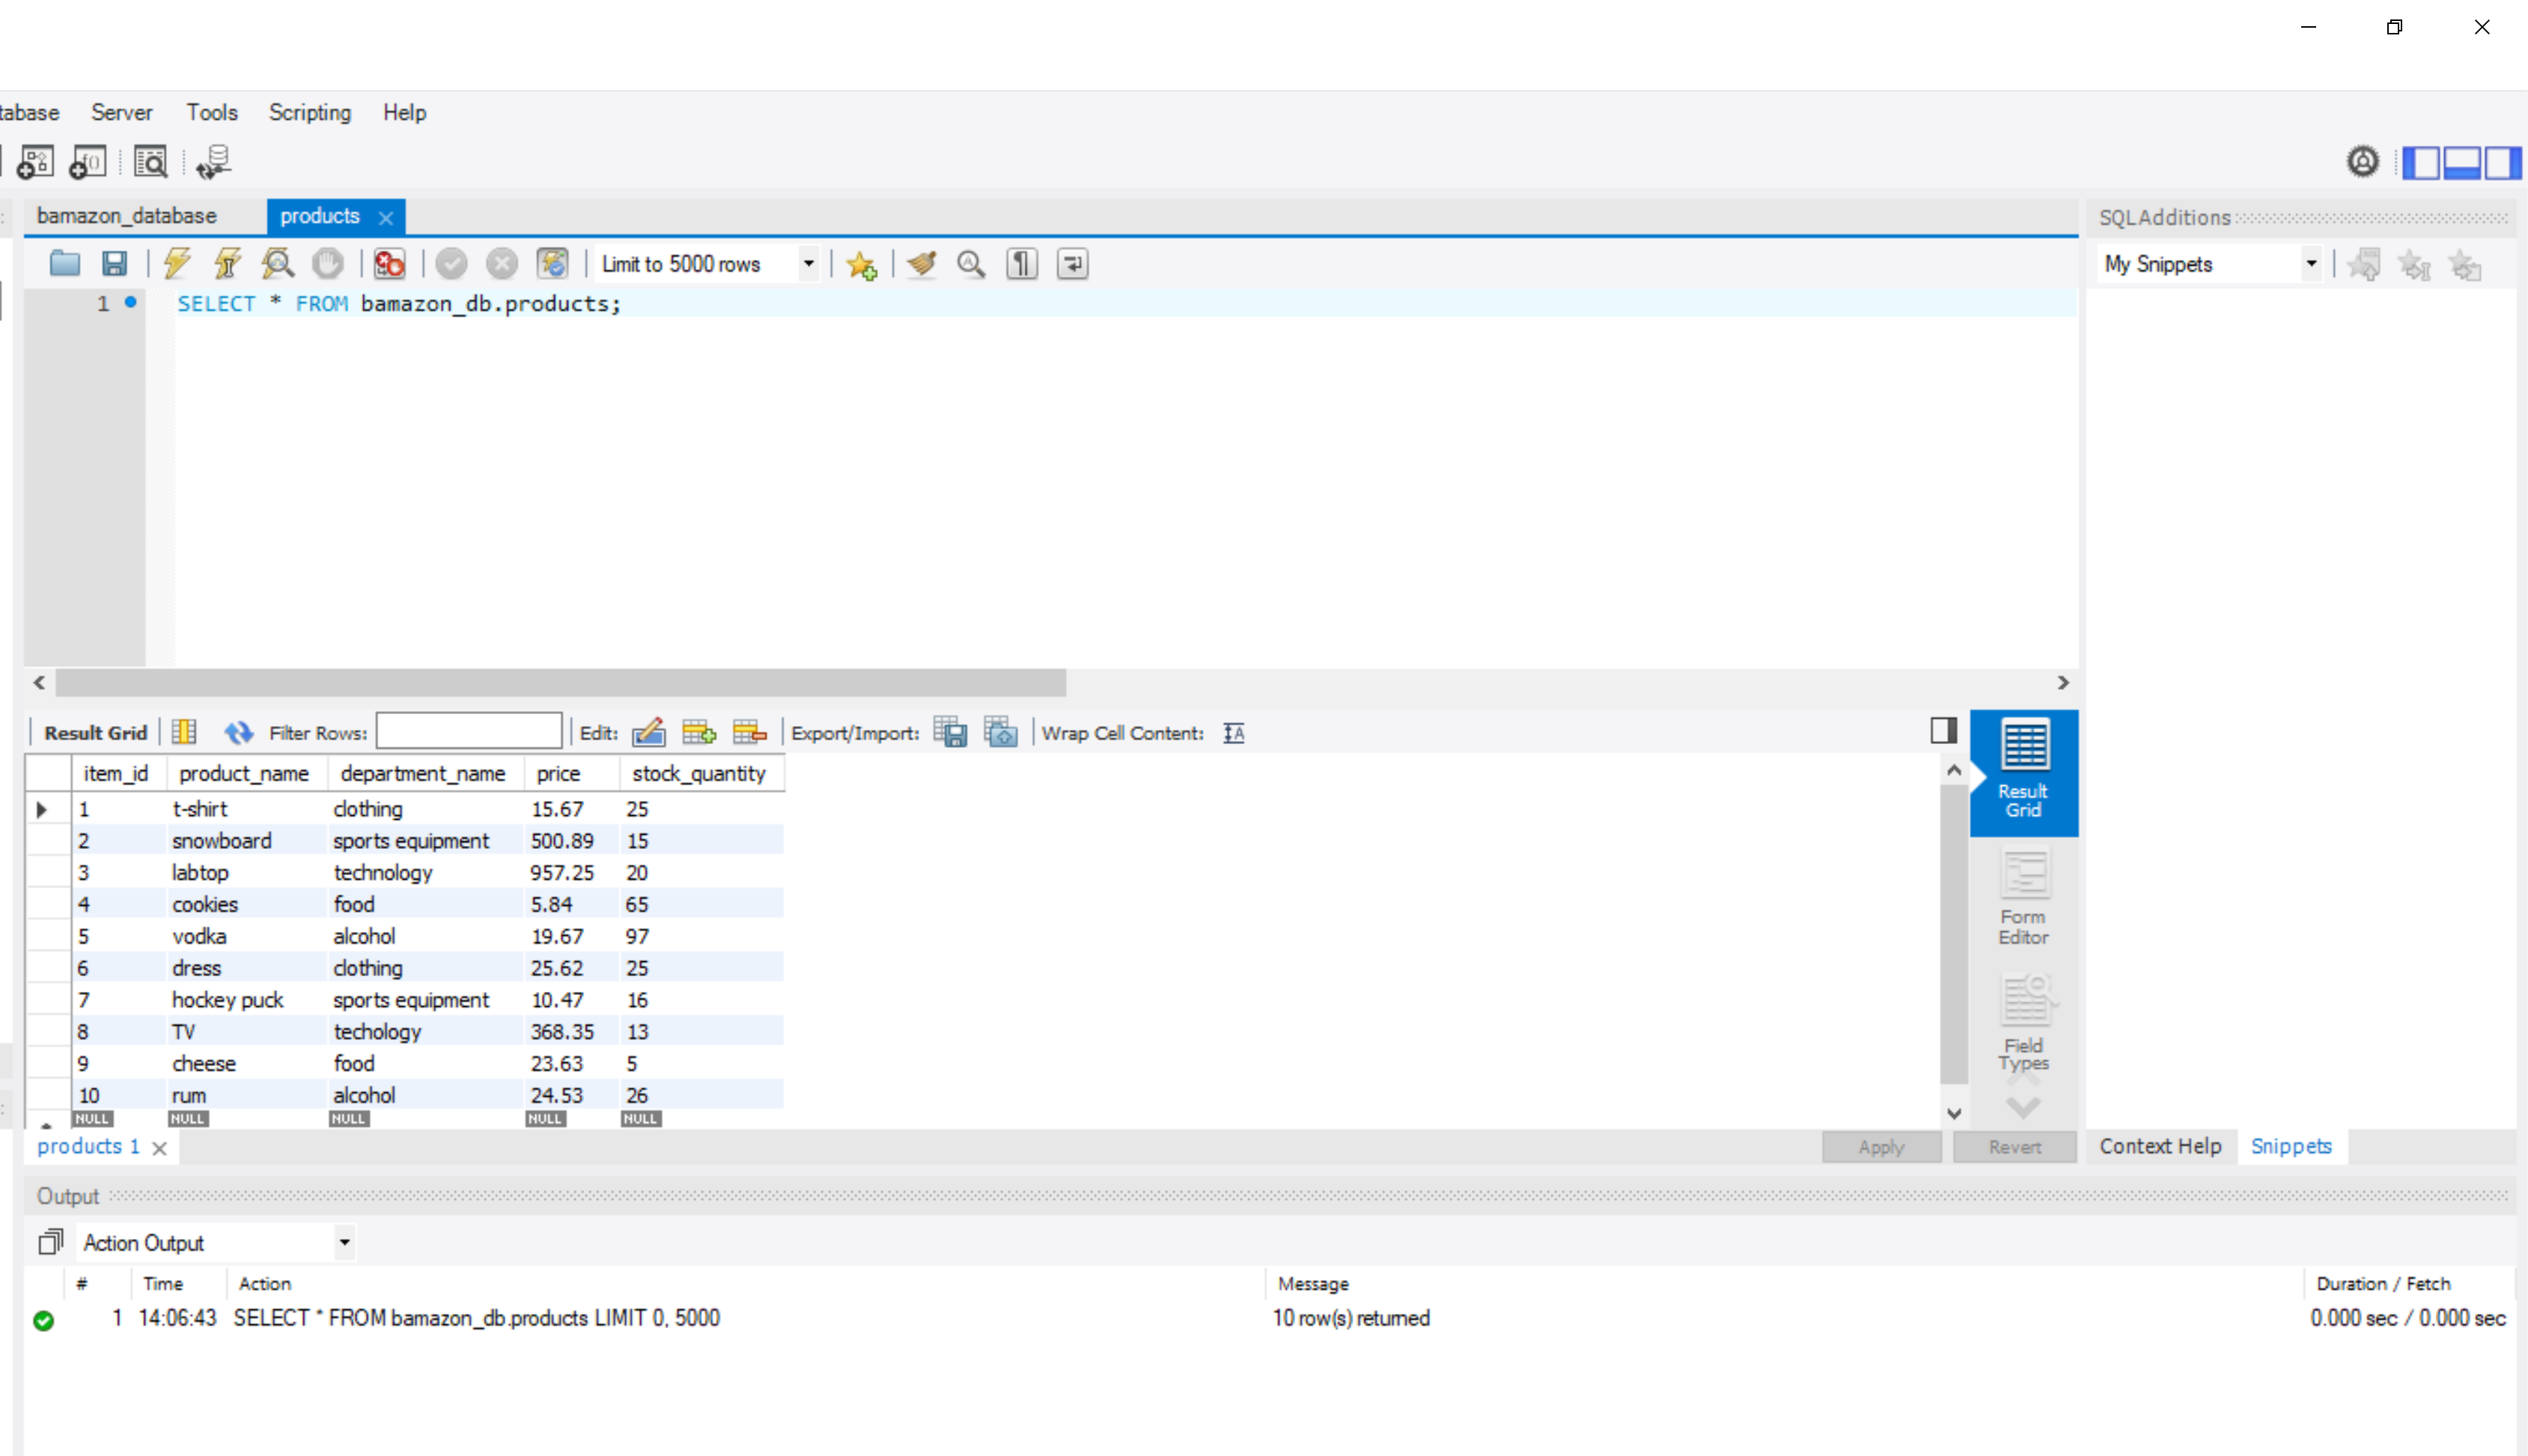 tabase Server Tools Scripting Help
bamazon_database products
SQLAdditions
Limit to 5000 rows
My Snippets
1 SELECT * FROM bamazon_db.products;
Result Grid Filter Rows: Edit: Export/Import: Wrap Cell Content:
Result Grid
Form Editor
Field Types
item_id product_name department_name price stock_quantity
1 t-shirt clothing 15.67 25
2 snowboard sports equipment 500.89 15
3 labtop technology 957.25 20
4 cookies food 5.84 65
5 vodka alcohol 19.67 97
6 dress clothing 25.62 25
7 hockey puck sports equipment 10.47 16
8 TV techology 368.35 13
9 cheese food 23.63 5
10 rum alcohol 24.53 26
NULL NULL NULL NULL NULL
products 1 Apply Revert Context Help Snippets
Output
Action Output
# Time Action Message Duration / Fetch
1 14:06:43 SELECT * FROM bamazon_db.products LIMIT 0, 5000 10 row(s) returned 0.000 sec / 0.000 sec